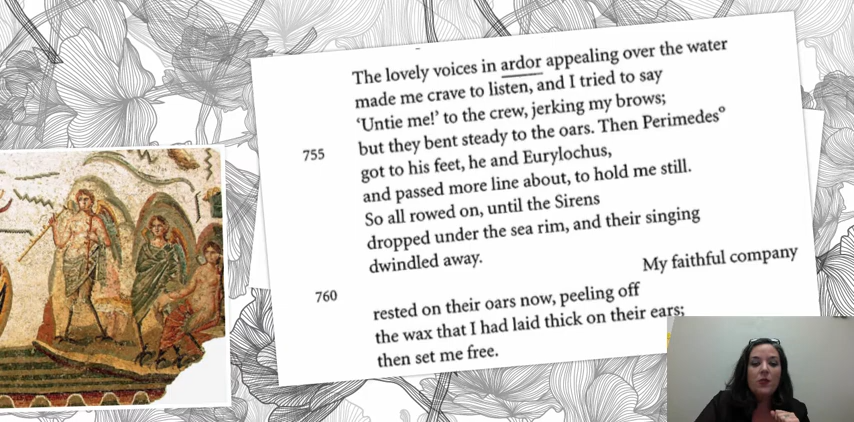 The lovely voices in ardor appealing over the water
made me crave to listen, and I tried to say
‘Untie me!’ to the crew, jerking my brows;
but they bent steady to the oars. Then Perimedes°
755 got to his feet, he and Eurylochus,
and passed more line about, to hold me still.
So all rowed on, until the Sirens
dropped under the sea rim, and their singing
dwindled away.
My faithful company
760 rested on their oars now, peeling off
the wax that I had laid thick on their ears;
then set me free.